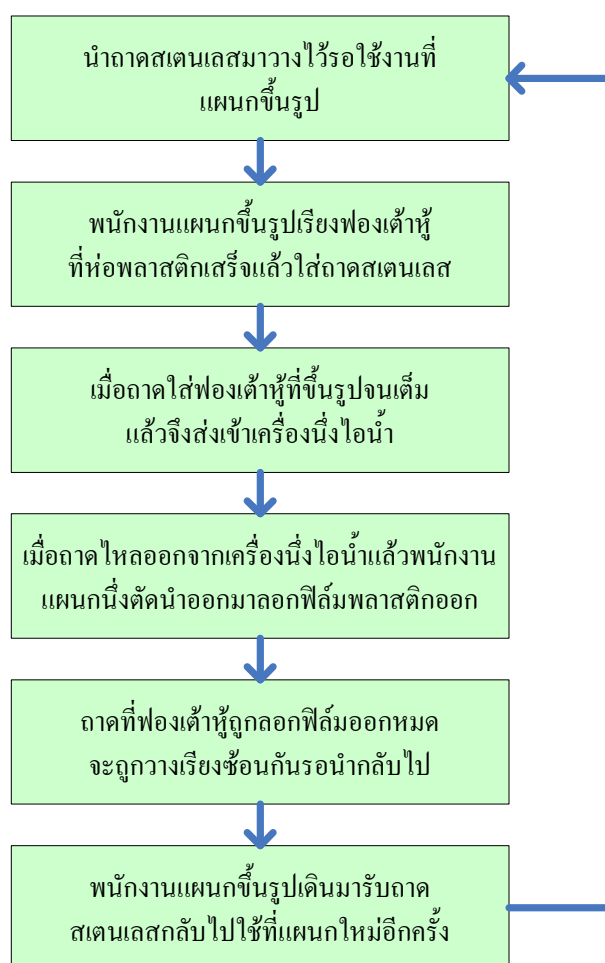 นำถาดสเตนเลสมาวางไว้รอใช้งานที่
แผนกขึ้นรูป
พนักงานแผนกขึ้นรูปเรียงฟองเต้าหู้
ที่ห่อพลาสติกเสร็จแล้วใส่ถาดสเตนเลส
เมื่อถาดใส่ฟองเต้าหู้ที่ขึ้นรูปจนเต็ม
แล้วจึงส่งเข้าเครื่องนึ่งไอน้ำ
เมื่อถาดไหลออกจากเครื่องนึ่งไอน้ำแล้วพนักงาน
แผนกนึ่งตัดนำออกมาลอกฟิล์มพลาสติกออก
ถาดที่ฟองเต้าหู้ถูกลอกฟิล์มออกหมด
จะถูกวางเรียงซ้อนกันรอนำกลับไป
พนักงานแผนกขึ้นรูปเดินมารับถาด
สเตนเลสกลับไปใช้ที่แผนกใหม่อีกครั้ง